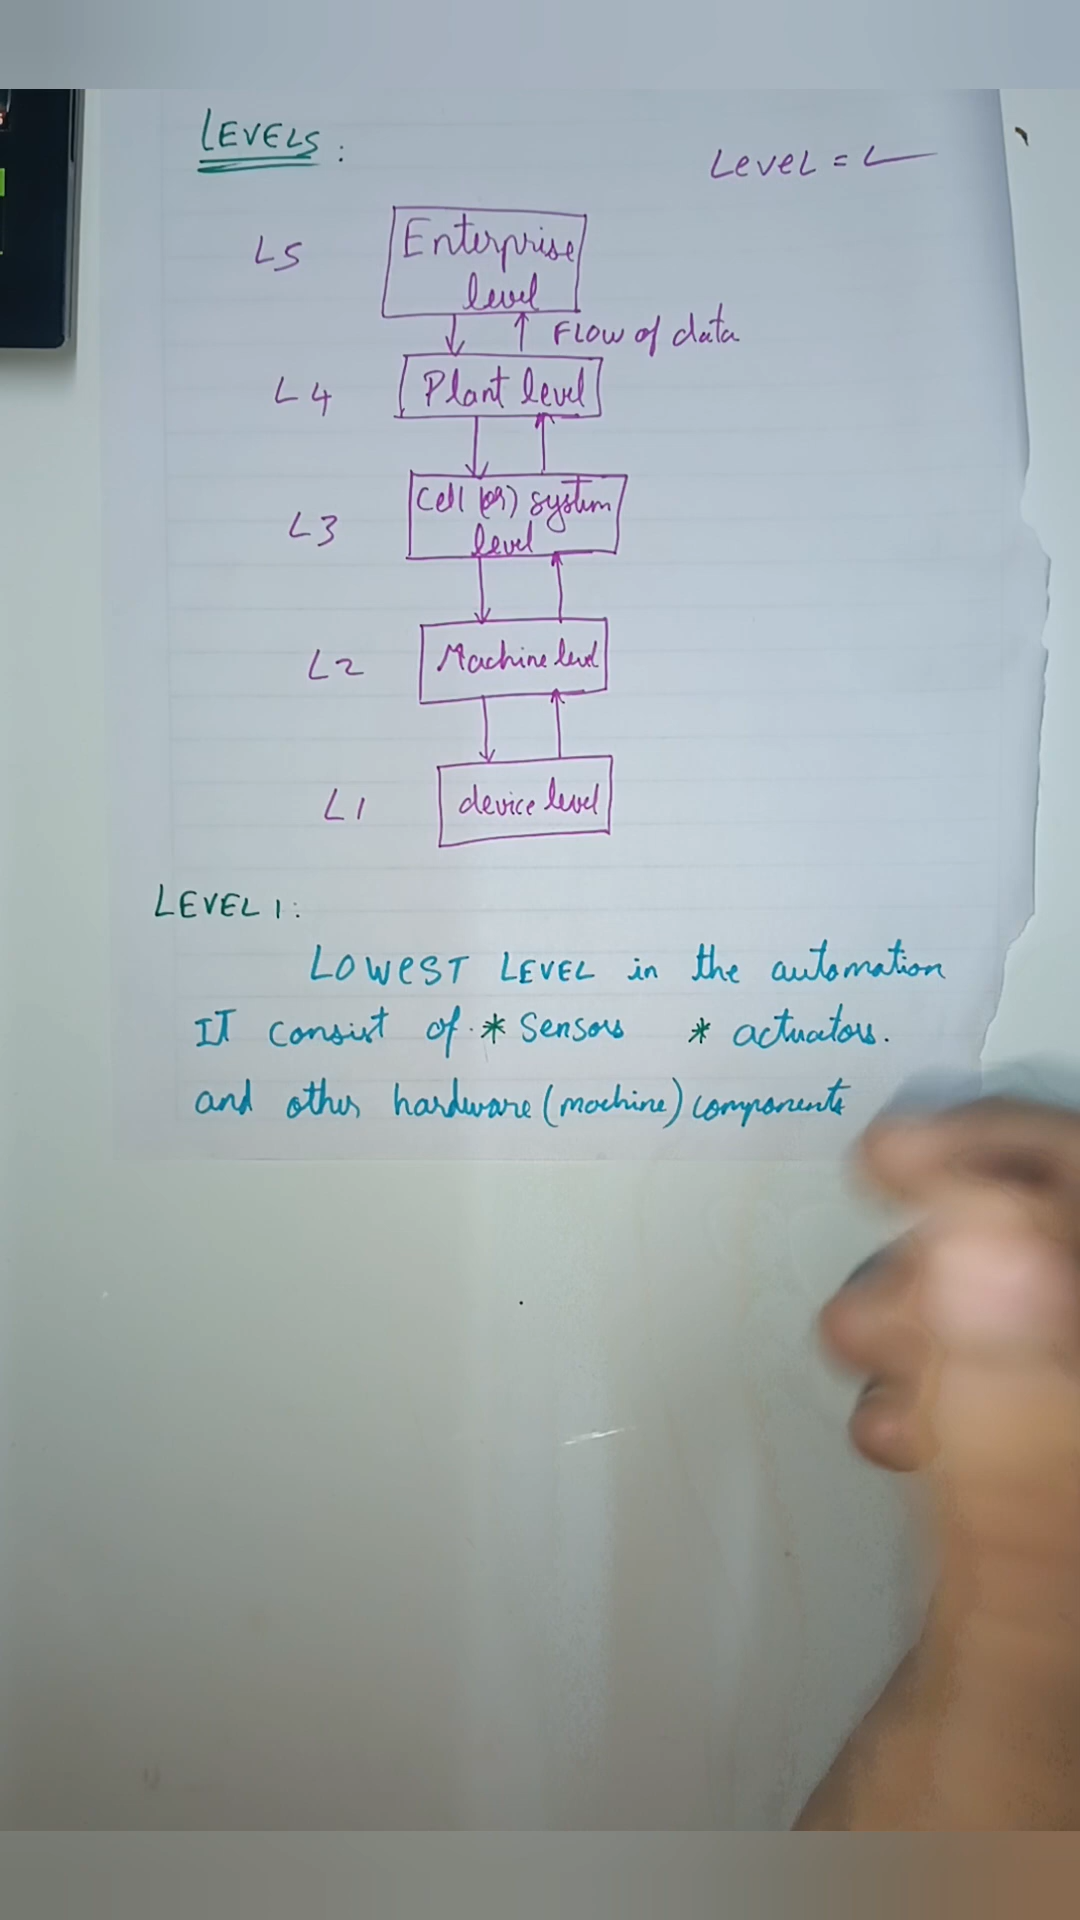 LEVELS :
Level = L
L5 Enterprise
level
Flow of data
L4 Plant level
L3 Cell (or) system
level
L2 Machine level
L1 device level
LEVEL 1 :
LOWEST LEVEL in the automation
IT consist of * Sensors * actuators.
and other hardware (machine) components